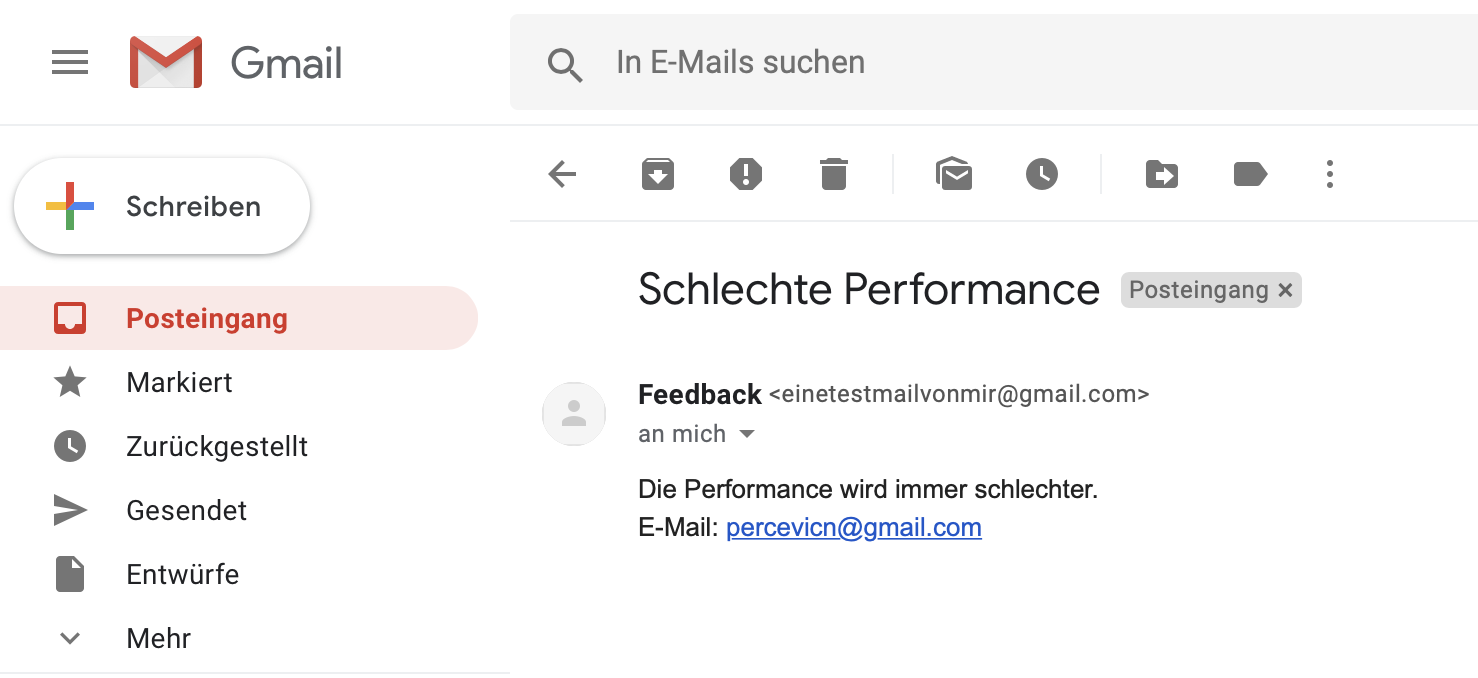 Gmail
In E-Mails suchen
Schreiben
Posteingang
Markiert
Zurückgestellt
Gesendet
Entwürfe
Mehr
Schlechte Performance Posteingang ×
Feedback <einetestmailvonmir@gmail.com>
an mich
Die Performance wird immer schlechter.
E-Mail: percevicn@gmail.com